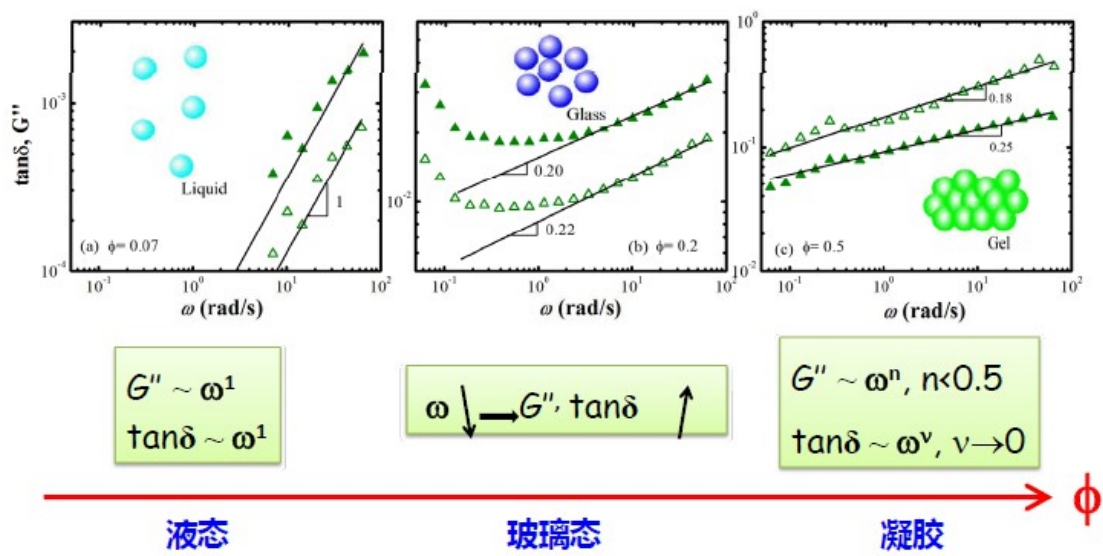 tanδ, G''
10⁻³
10⁻⁴
10⁻¹ 10⁰ 10¹ 10²
ω (rad/s)
Liquid
1
(a) ϕ= 0.07
10⁻²
10⁻¹ 10⁰ 10¹ 10²
ω (rad/s)
Glass
0.20
0.22
(b) ϕ= 0.2
10⁰
10⁻¹
10⁻²
10⁻¹ 10⁰ 10¹ 10²
ω (rad/s)
0.18
0.25
Gel
(c) ϕ= 0.5
G'' ~ ω¹
tanδ ~ ω¹
ω G'', tanδ
G'' ~ ωⁿ, n<0.5
tanδ ~ ω^ν, ν→0
ϕ
液态 玻璃态 凝胶